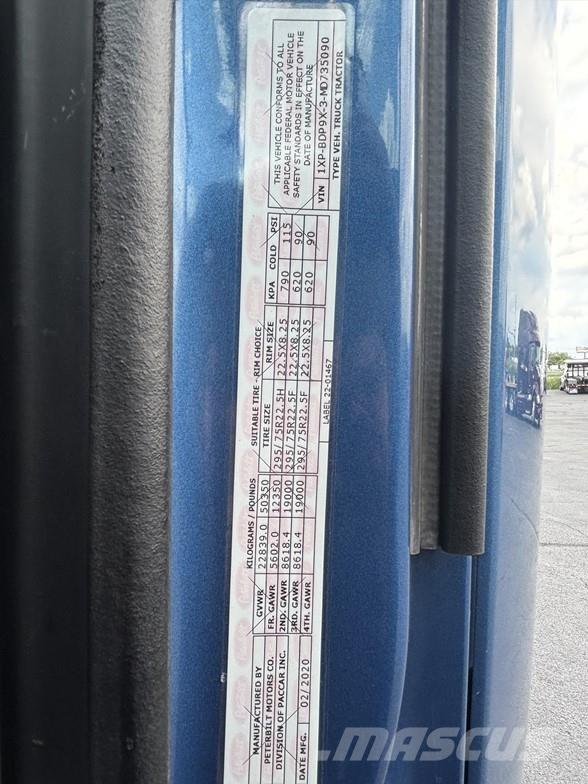 MANUFACTURED BY
PETERBILT MOTORS CO.
DIVISION OF PACCAR INC.
DATE MFG. 02/2020
KILOGRAMS / POUNDS
GVWR 22839.0 50350
FR. GAWR 5602.0 12350
2ND. GAWR 8618.4 19000
3RD. GAWR 8618.4 19000
4TH. GAWR
SUITABLE TIRE - RIM CHOICE
TIRE SIZE RIM SIZE KPA COLD PSI
295/75R22.5H 22.5X8.25 790 115
295/75R22.5F 22.5X8.25 620 90
295/75R22.5F 22.5X8.25 620 90
LABEL 22-01467
THIS VEHICLE CONFORMS TO ALL
APPLICABLE FEDERAL MOTOR VEHICLE
SAFETY STANDARDS IN EFFECT ON THE
DATE OF MANUFACTURE
VIN 1XP-BDP9X-3-MD735090
TYPE VEH. TRUCK TRACTOR
MASCUS